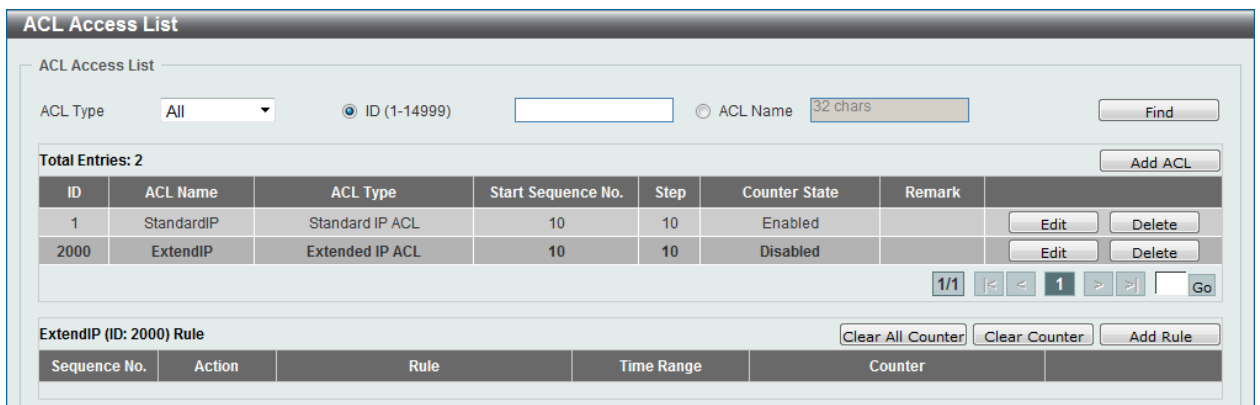 ACL Access List
ACL Access List
ACL Type All ID (1-14999) ACL Name 32 chars Find
Total Entries: 2 Add ACL
ID ACL Name ACL Type Start Sequence No. Step Counter State Remark
1 StandardIP Standard IP ACL 10 10 Enabled Edit Delete
2000 ExtendIP Extended IP ACL 10 10 Disabled Edit Delete
1/1 |< < 1 > >| Go
ExtendIP (ID: 2000) Rule Clear All Counter Clear Counter Add Rule
Sequence No. Action Rule Time Range Counter